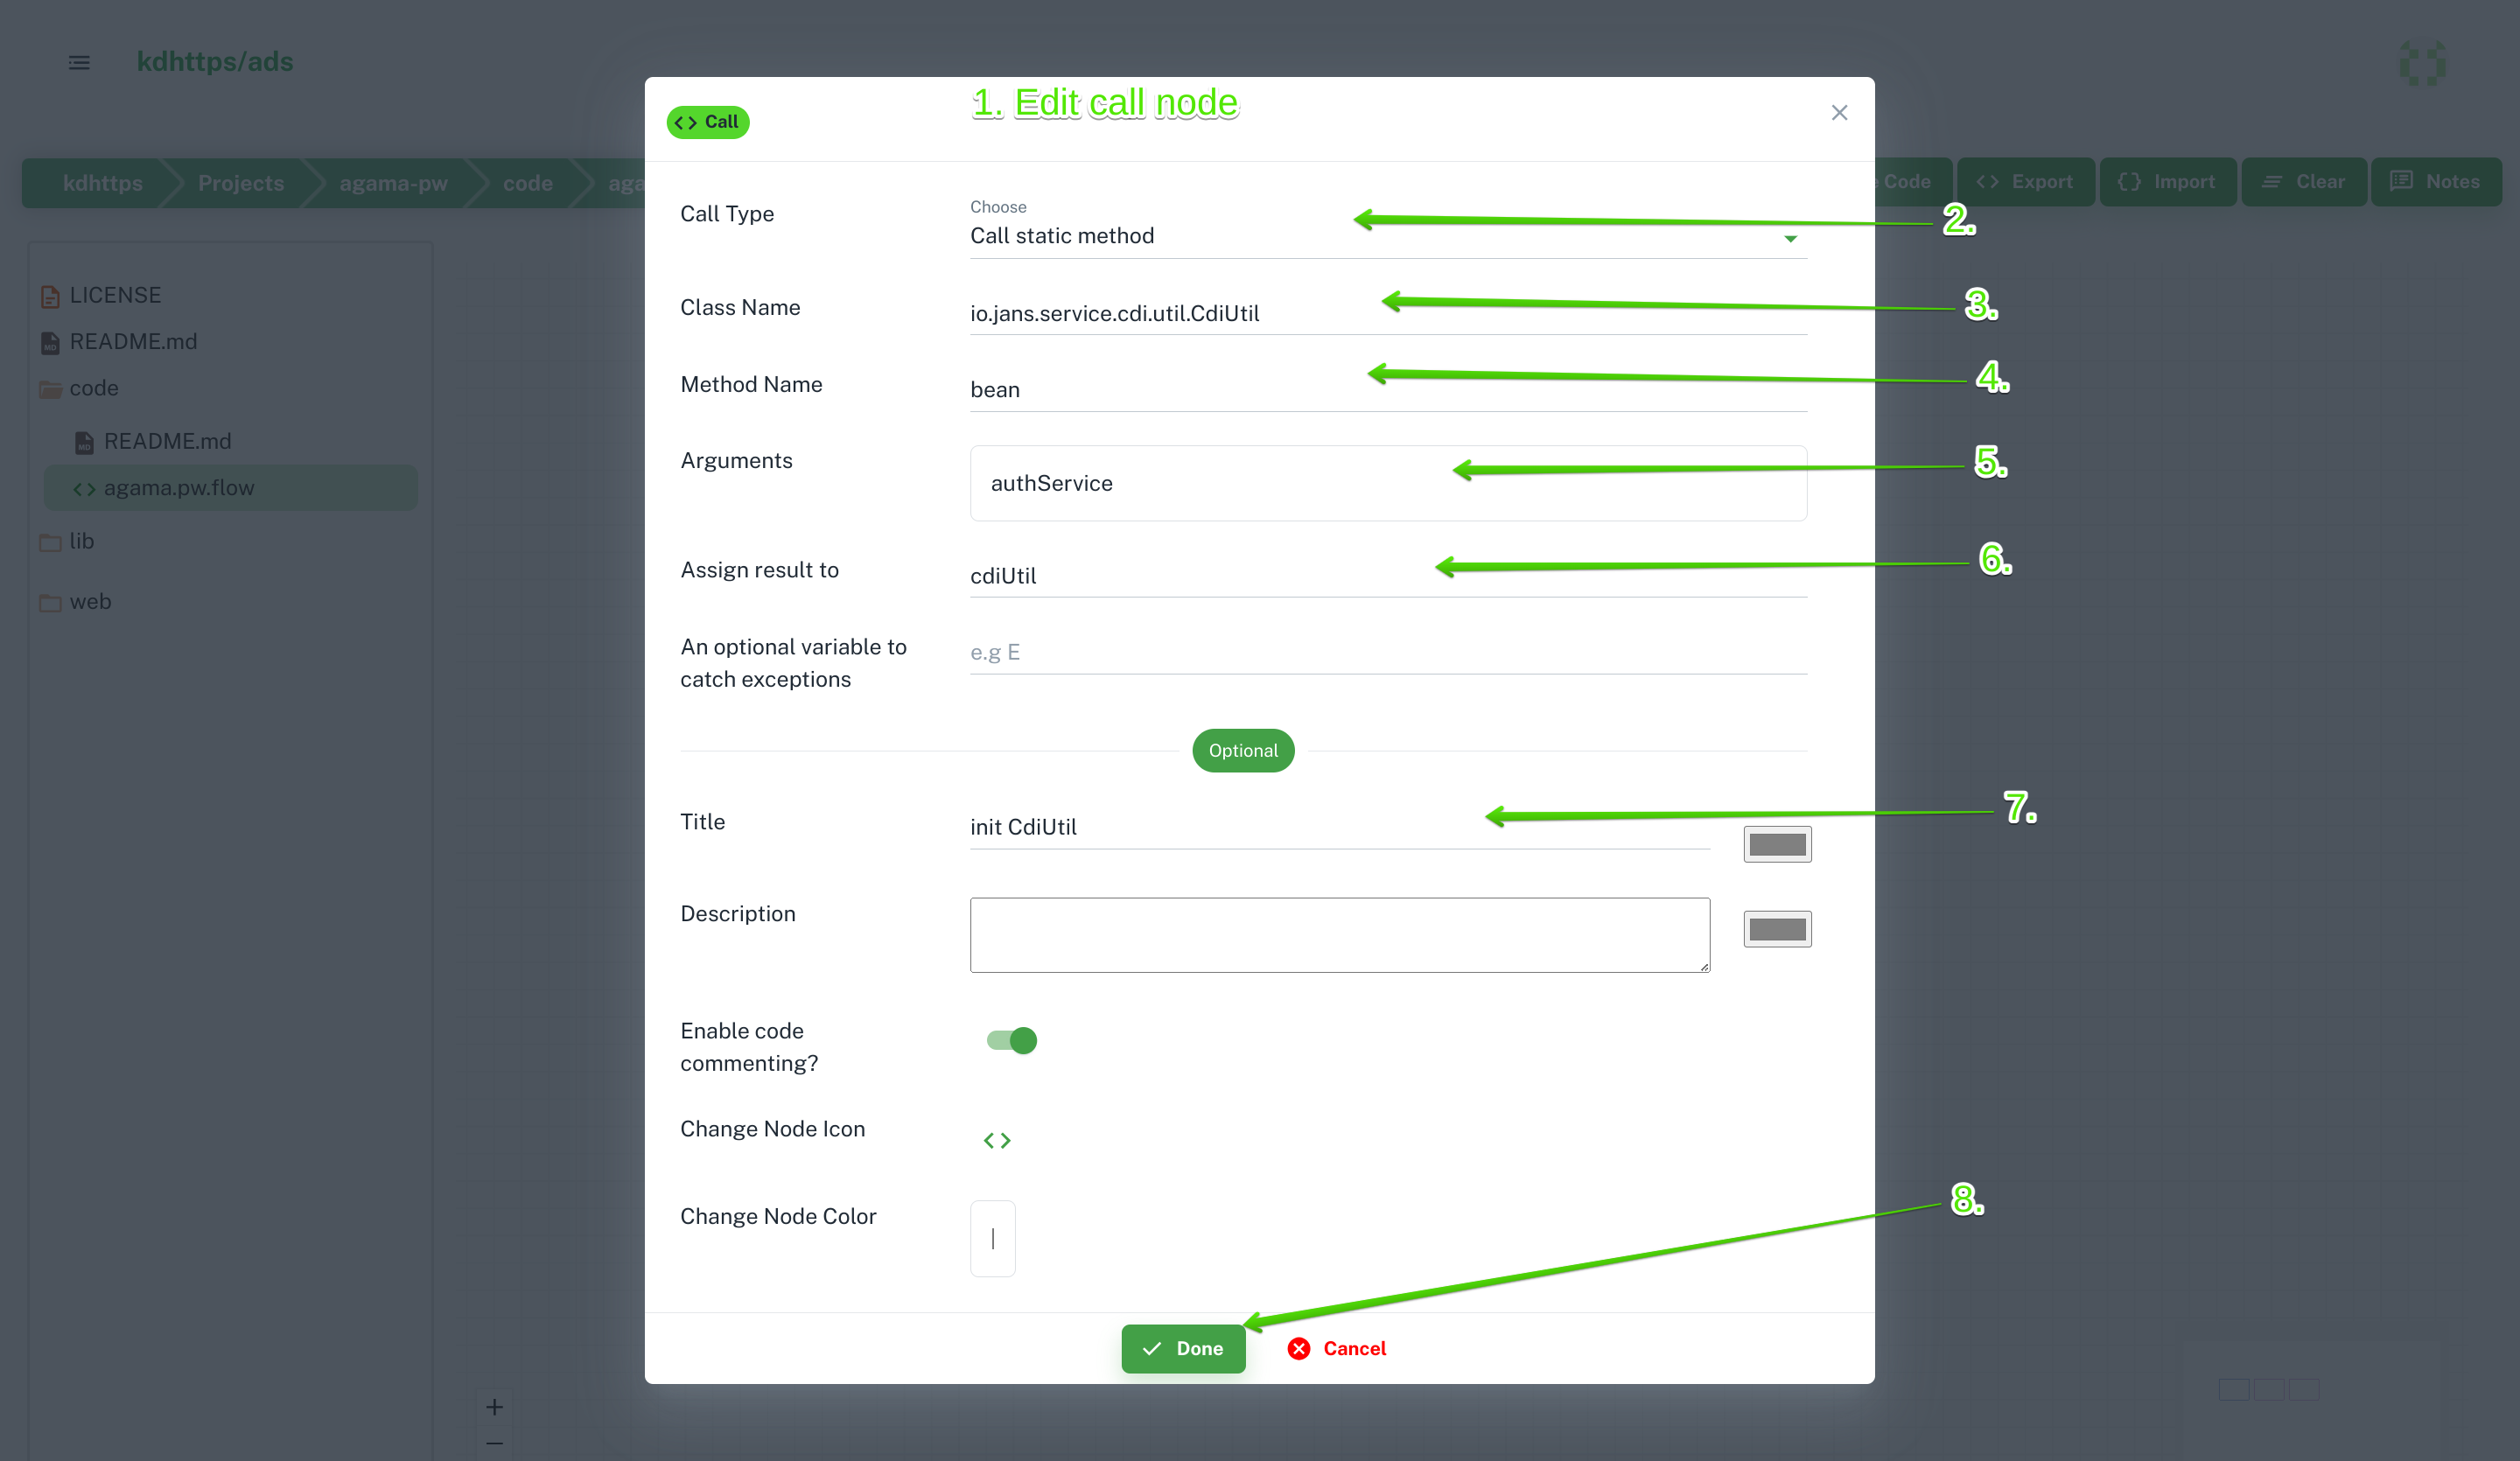 kdhttps/ads
1. Edit call node
Call
kdhttps Projects agama-pw code aga
Code Export Import Clear Notes
Call Type
Choose
Call static method
2.
Class Name
io.jans.service.cdi.util.CdiUtil
3.
Method Name
bean
4.
Arguments
authService
5.
Assign result to
cdiUtil
6.
An optional variable to
catch exceptions
e.g E
Optional
Title
init CdiUtil
7.
Description
Enable code
commenting?
Change Node Icon
Change Node Color
8.
Done
Cancel
LICENSE
README.md
code
README.md
agama.pw.flow
lib
web